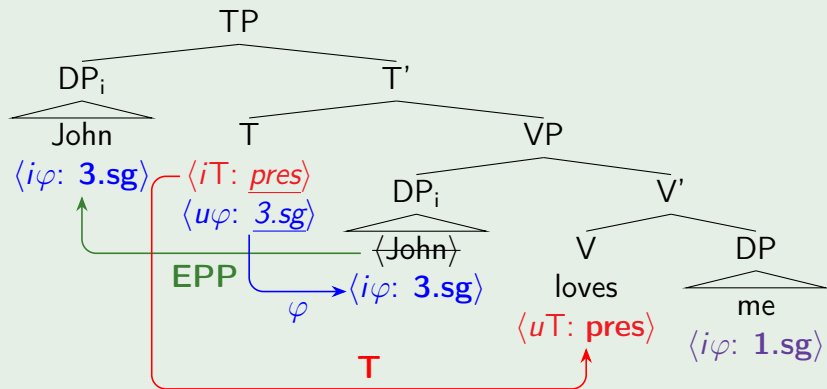 TP
DPᵢ T'
John T VP
⟨iφ: 3.sg⟩ ⟨iT: pres⟩ DPᵢ V'
⟨uφ: 3.sg⟩ ⟨John⟩ V DP
EPP φ ⟨iφ: 3.sg⟩ loves me
⟨uT: pres⟩ ⟨iφ: 1.sg⟩
T